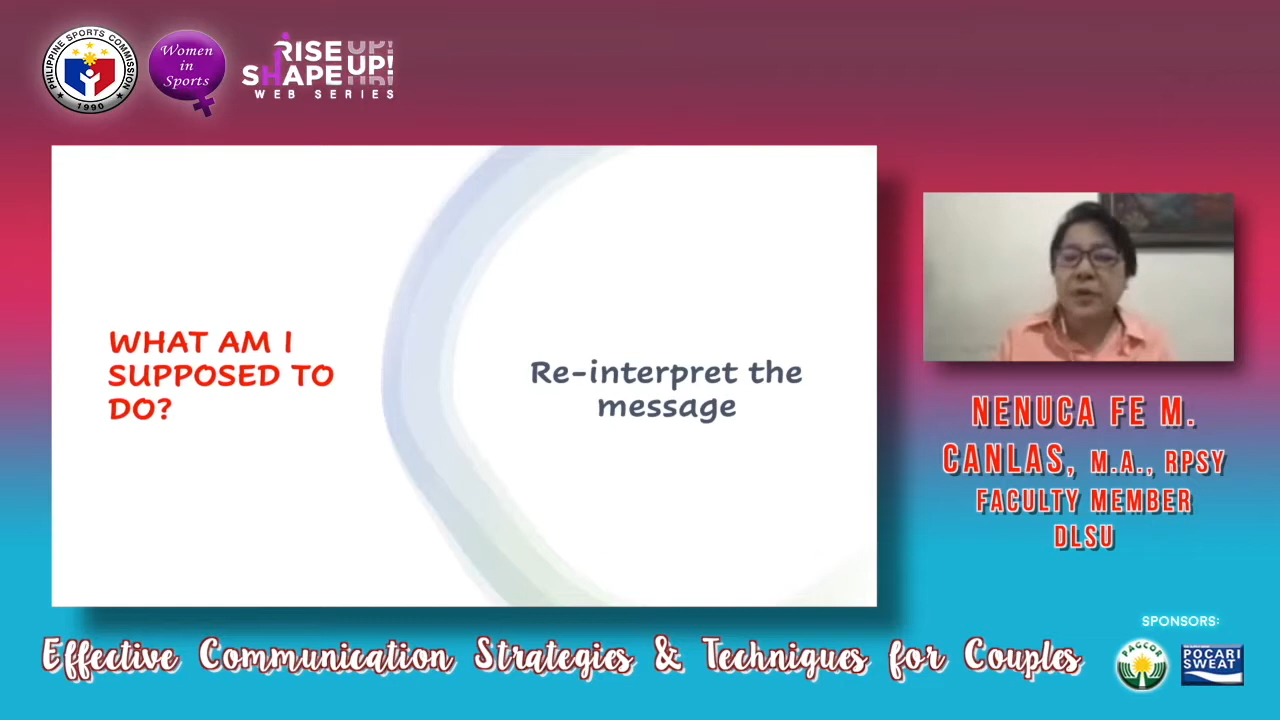 PHILIPPINE SPORTS COMMISSION
1990
Women
in
Sports
RISE UP!
SHAPE UP!
WEB SERIES
WHAT AM I
SUPPOSED TO
DO?
Re-interpret the
message
NENUCA FE M.
CANLAS, M.A., RPSY
FACULTY MEMBER
DLSU
Effective Communication Strategies & Techniques for Couples
SPONSORS:
PAGCOR
POCARI
SWEAT